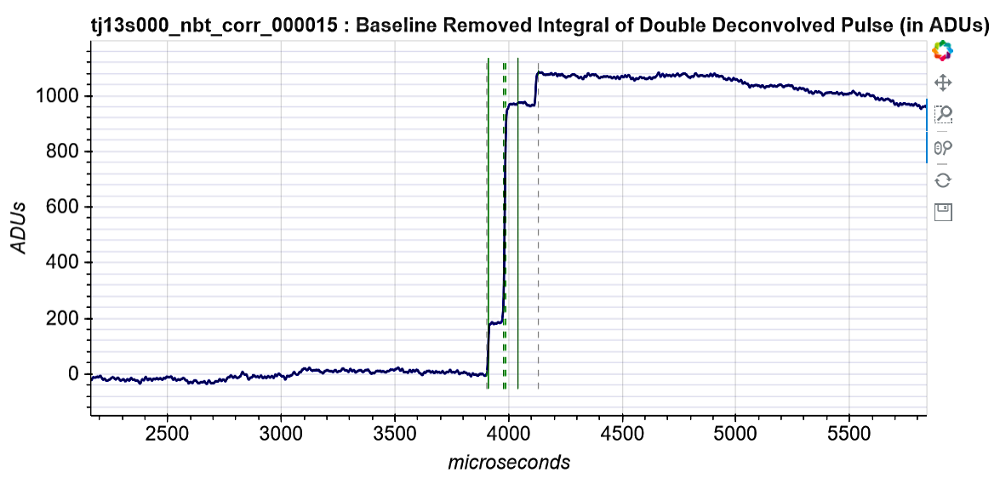 tj13s000_nbt_corr_000015 : Baseline Removed Integral of Double Deconvolved Pulse (in ADUs)
1000
800
600
400
200
0
ADUs
2500 3000 3500 4000 4500 5000 5500
microseconds